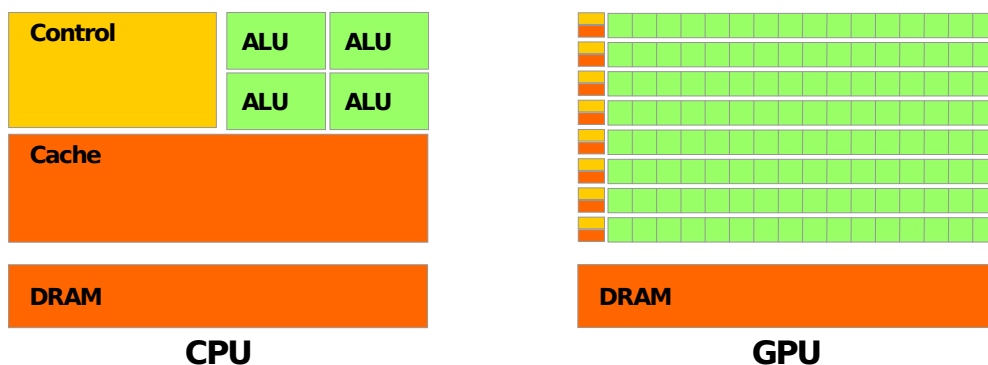 Control
ALU
ALU
ALU
ALU
Cache
DRAM
DRAM
CPU
GPU